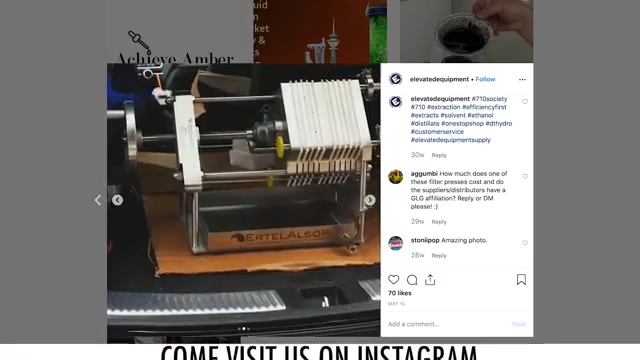 uid
n
ket
y &
s
Achieve Amber
elevatedequipment • Follow
elevatedequipment #710society
#710 #extraction #efficiencyfirst
#extracts #solvent #ethanol
#distillate #onestopshop #dthydro
#customerservice
#elevatedequipmentsupply
30w Reply
aggumbi How much does one of
these filter presses cost and do
the suppliers/distributors have a
GLG affiliation? Reply or DM
please! :)
29w Reply
stoniipop Amazing photo.
28w Reply
ERTELALSOP
70 likes
MAY 15
Add a comment... Post
COME VISIT US ON INSTAGRAM